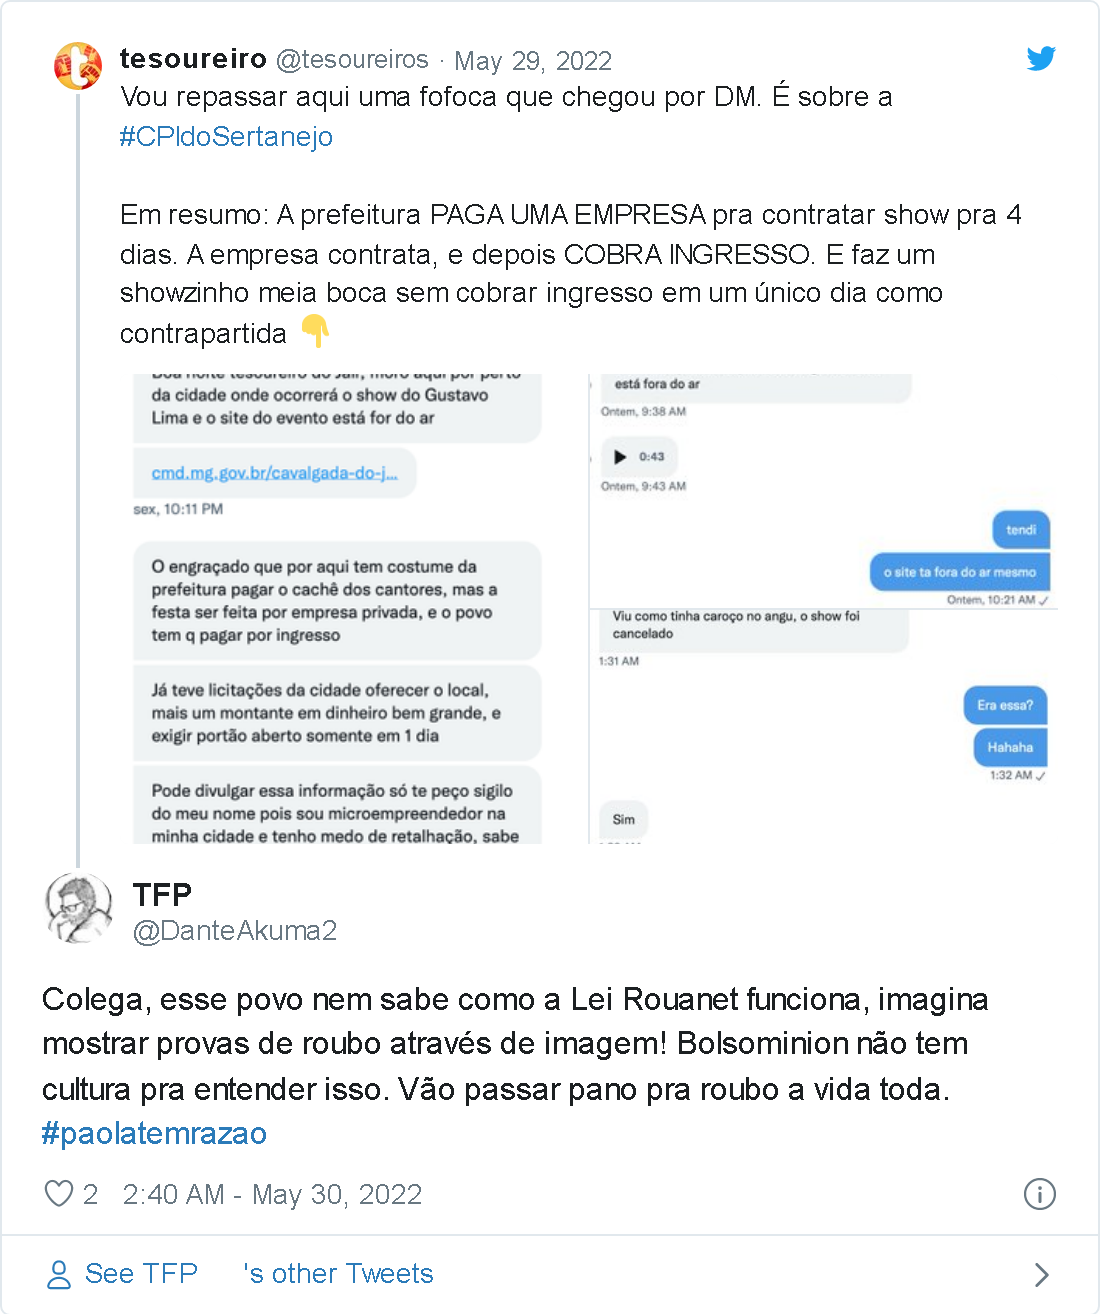 tesoureiro @tesoureiros · May 29, 2022
Vou repassar aqui uma fofoca que chegou por DM. É sobre a
#CPIdoSertanejo
Em resumo: A prefeitura PAGA UMA EMPRESA pra contratar show pra 4
dias. A empresa contrata, e depois COBRA INGRESSO. E faz um
showzinho meia boca sem cobrar ingresso em um único dia como
contrapartida 👇
Boa noite tesoureiro do Jair, moro aqui por perto
da cidade onde ocorrerá o show do Gustavo
Lima e o site do evento está for do ar
cmd.mg.gov.br/cavalgada-do-j...
sex, 10:11 PM
O engraçado que por aqui tem costume da
prefeitura pagar o cachê dos cantores, mas a
festa ser feita por empresa privada, e o povo
tem q pagar por ingresso
Já teve licitações da cidade oferecer o local,
mais um montante em dinheiro bem grande, e
exigir portão aberto somente em 1 dia
Pode divulgar essa informação só te peço sigilo
do meu nome pois sou microempreendedor na
minha cidade e tenho medo de retalhação, sabe
está fora do ar
Ontem, 9:38 AM
0:43
Ontem, 9:43 AM
tendi
o site ta fora do ar mesmo
Ontem, 10:21 AM ✓
Viu como tinha caroço no angu, o show foi
cancelado
1:31 AM
Era essa?
Hahaha
1:32 AM ✓
Sim
TFP
@DanteAkuma2
Colega, esse povo nem sabe como a Lei Rouanet funciona, imagina
mostrar provas de roubo através de imagem! Bolsominion não tem
cultura pra entender isso. Vão passar pano pra roubo a vida toda.
#paolatemrazao
2 2:40 AM - May 30, 2022
See TFP 's other Tweets